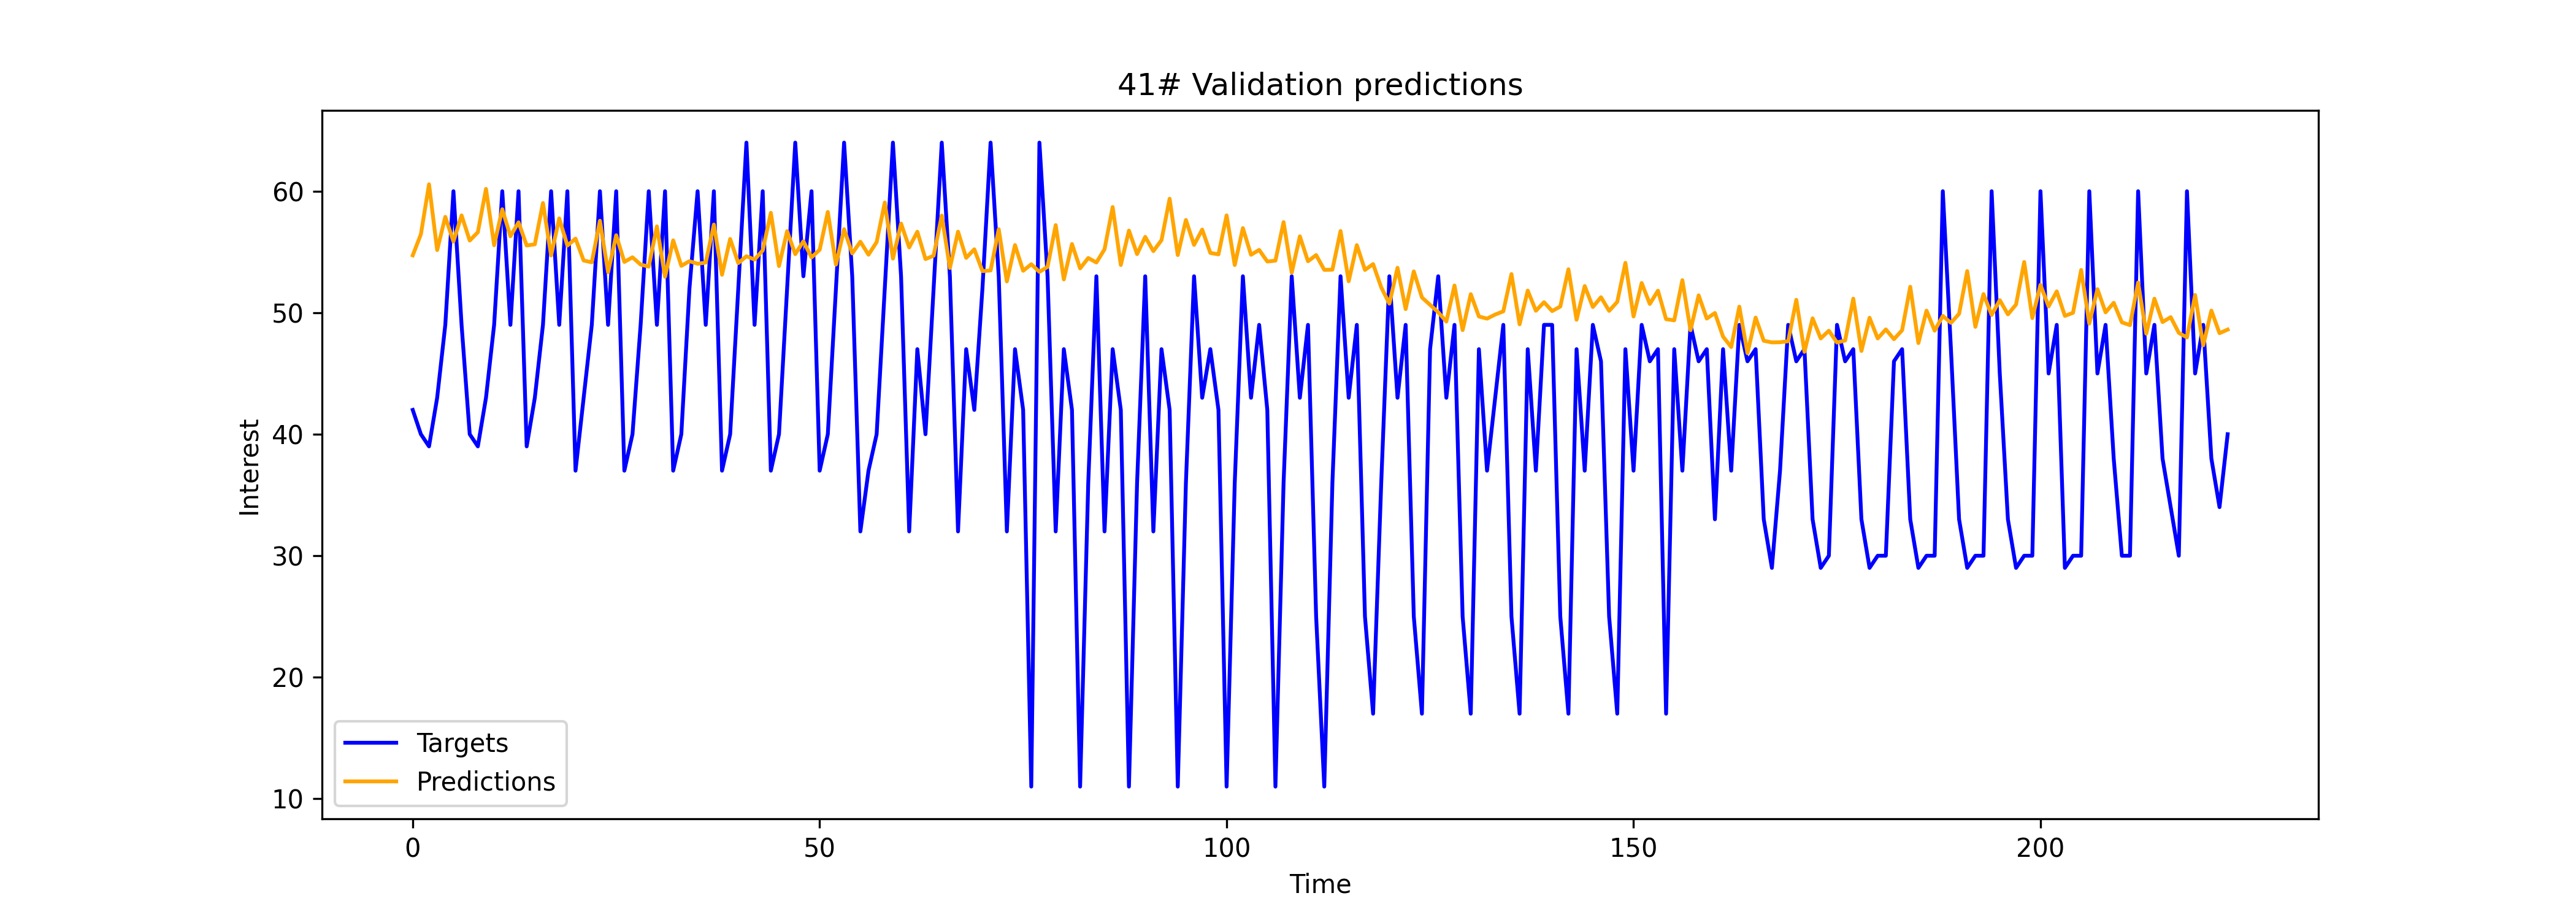 41# Validation predictions
60
50
40
30
20
10
Interest
Targets
Predictions
0 50 100 150 200
Time